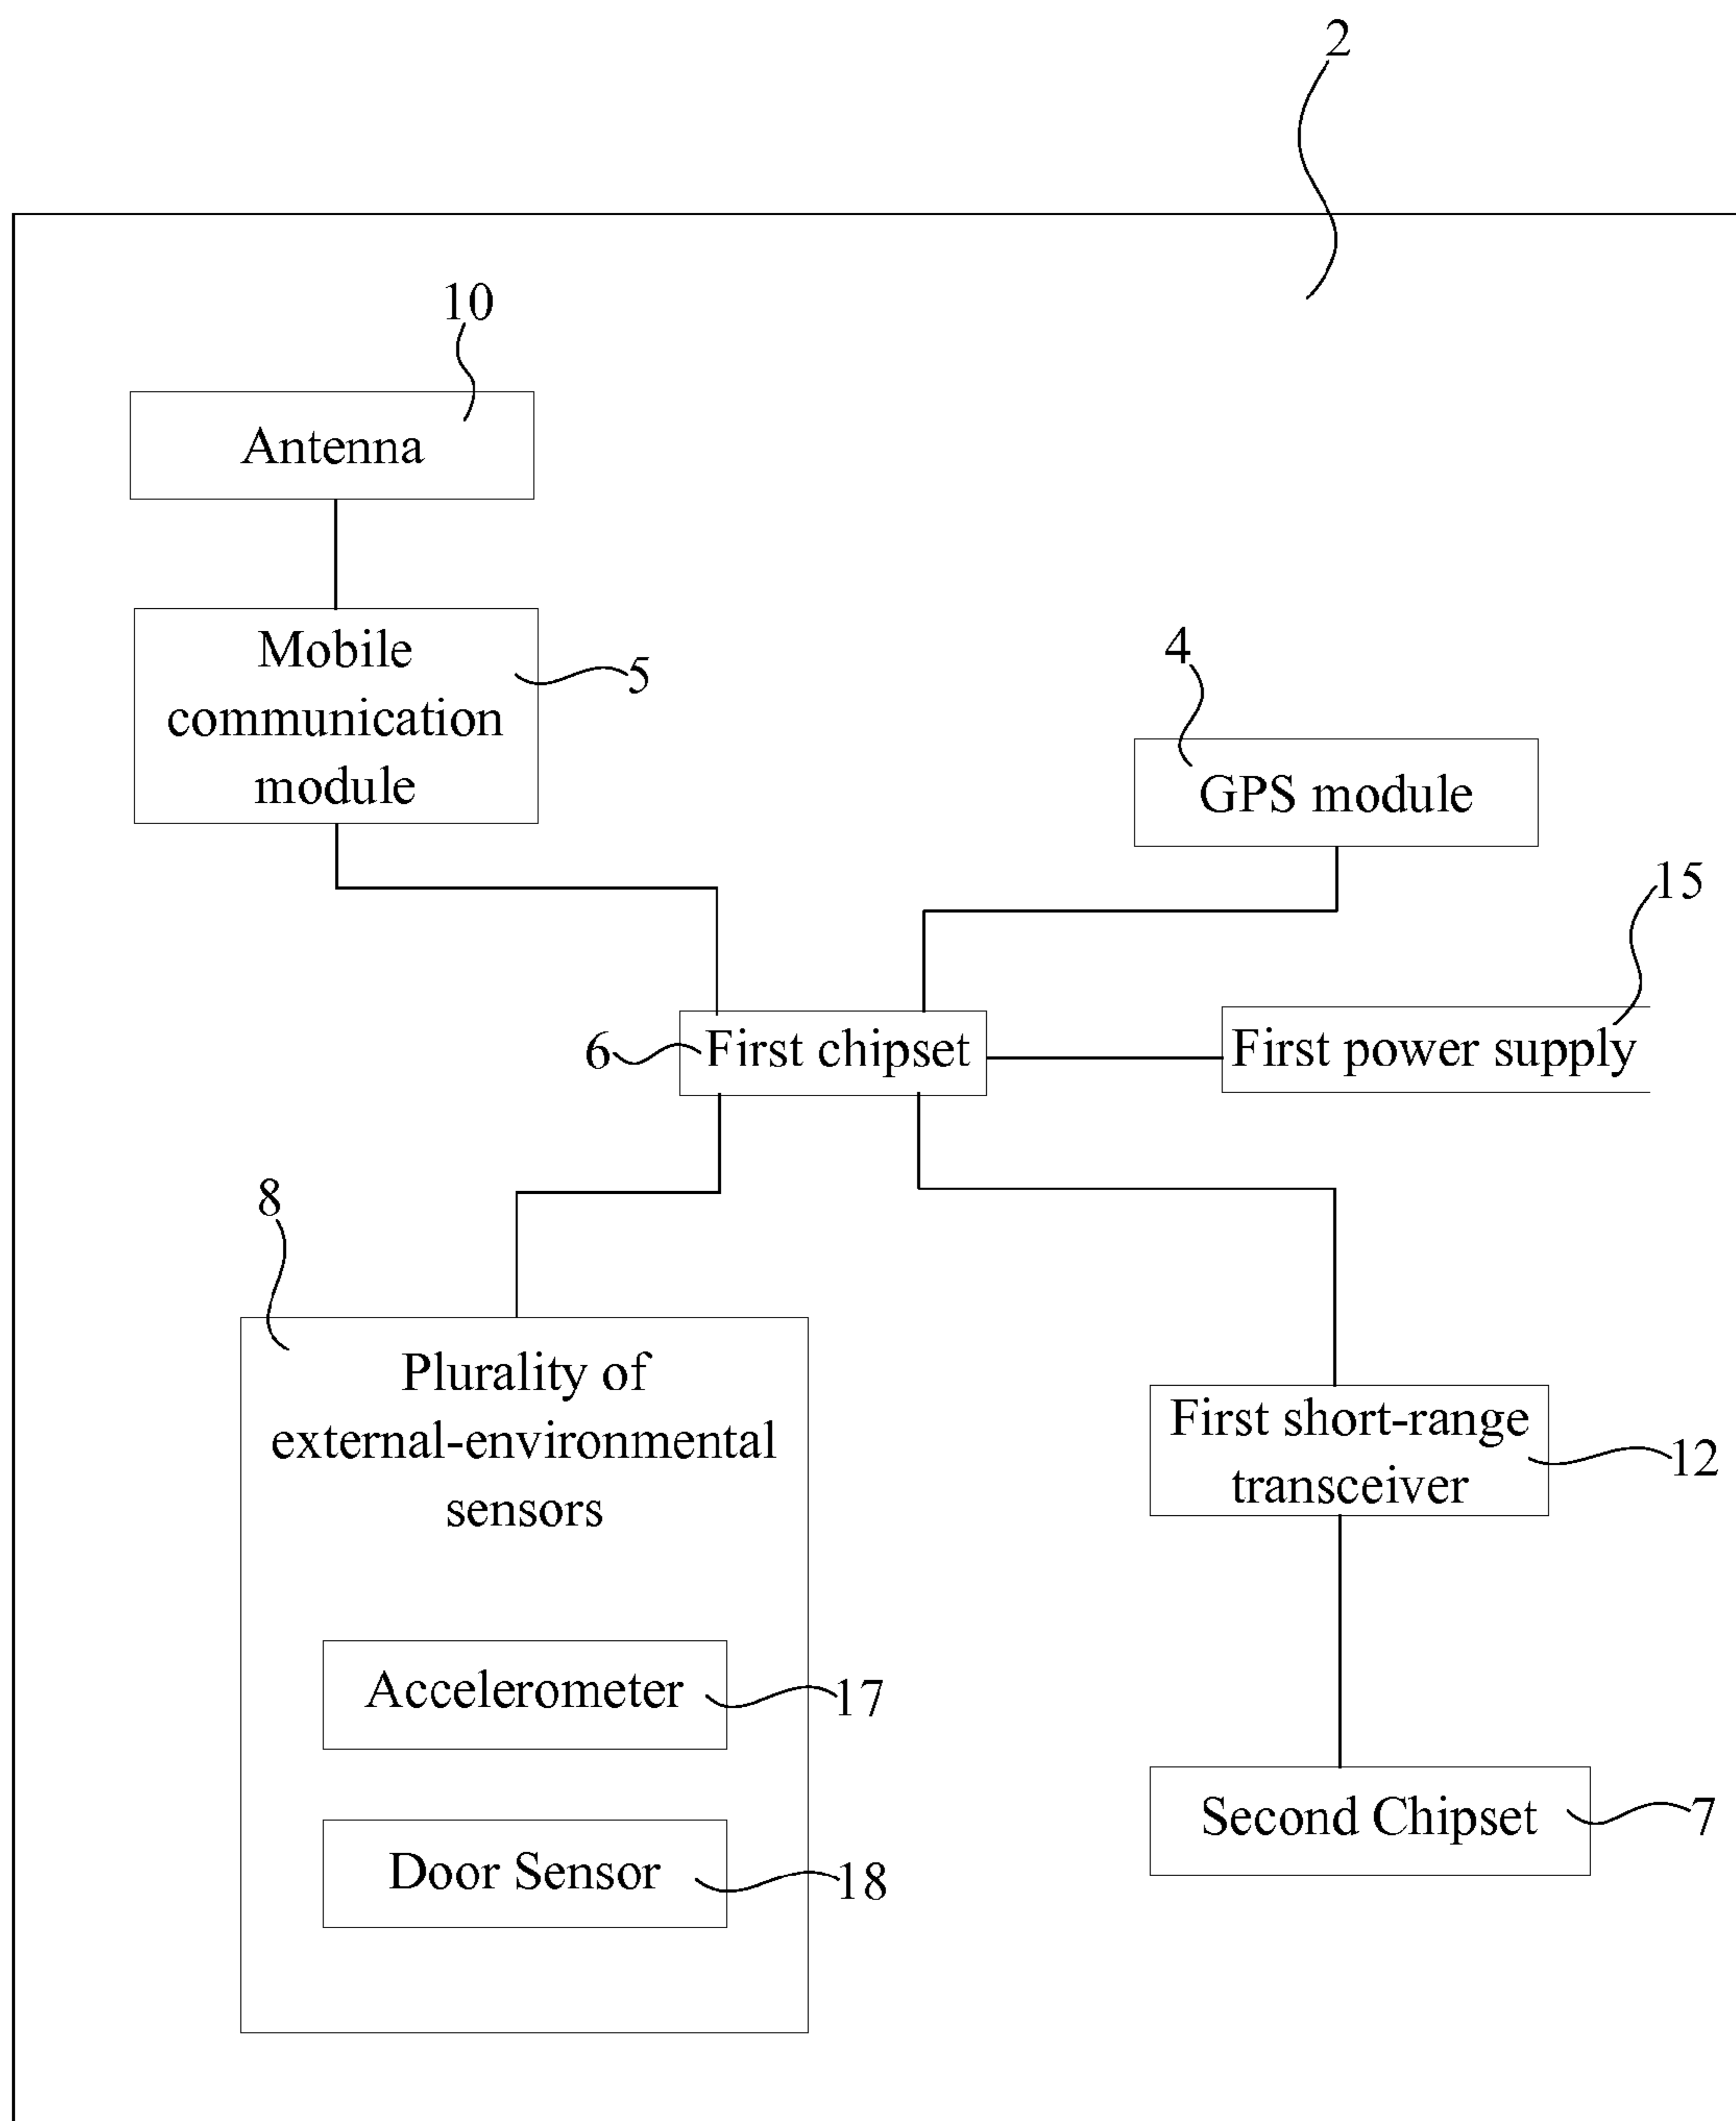 2
10
Antenna
Mobile
communication
module
5
4
GPS module
15
6
First chipset
First power supply
8
Plurality of
external-environmental
sensors
First short-range
transceiver
12
Accelerometer
17
Second Chipset
7
Door Sensor
18